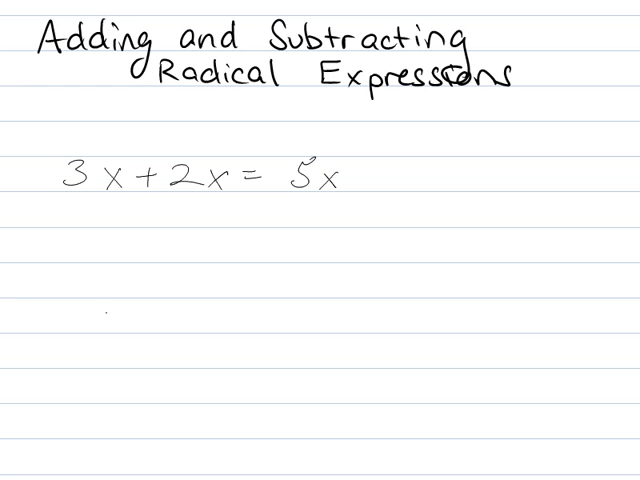 Adding and Subtracting
Radical Expressions
3x + 2x = 5x